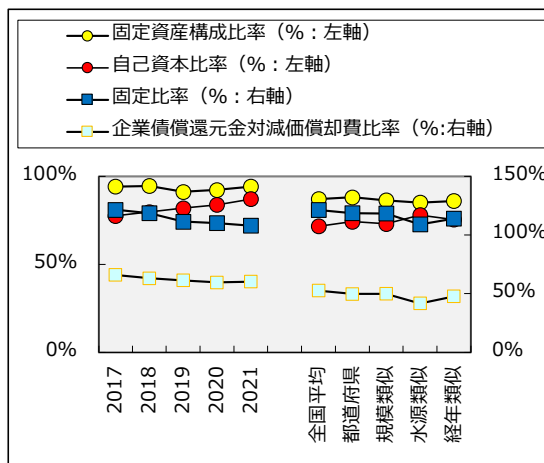 固定資産構成比率（%：左軸）
自己資本比率（%：左軸）
固定比率（%：右軸）
企業債償還元金対減価償却費比率（%:右軸）
100%
50%
0%
150%
100%
50%
0%
2017
2018
2019
2020
2021
全国平均
都道府県
規模類似
水源類似
経年類似